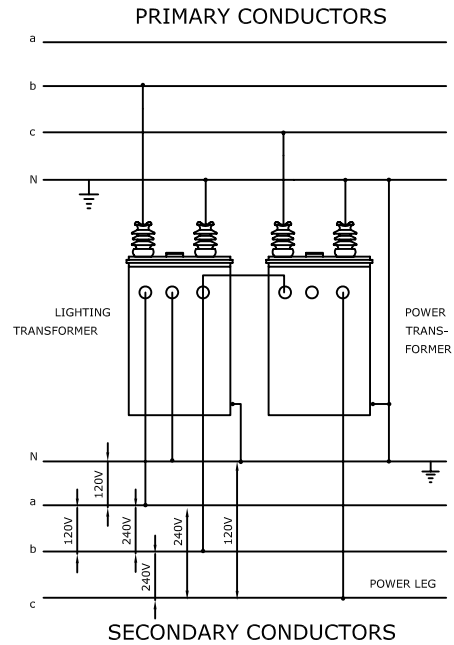 PRIMARY CONDUCTORS
a
b
c
N
LIGHTING
TRANSFORMER
POWER
TRANS-
FORMER
N
120V
a
120V
240V
240V
120V
b
240V
POWER LEG
c
SECONDARY CONDUCTORS